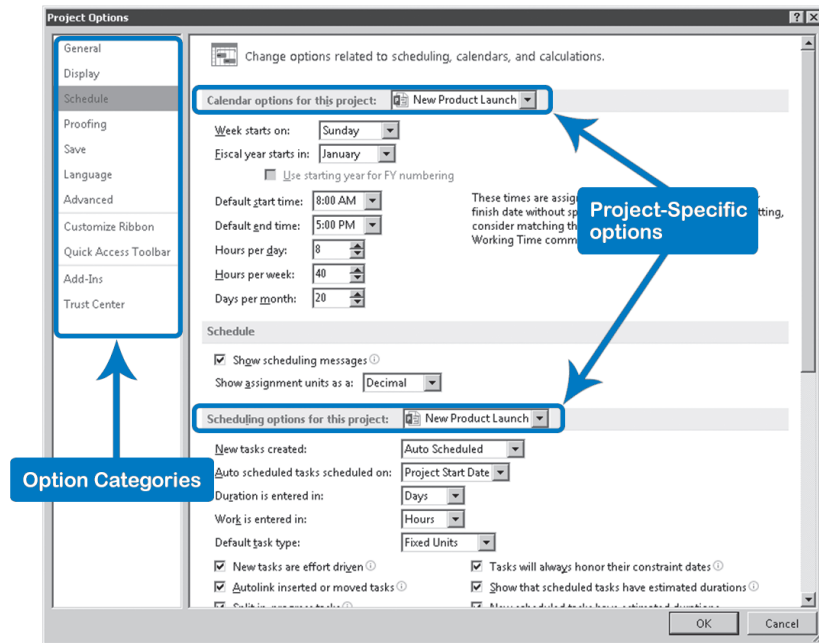 Project Options
General
Display
Schedule
Proofing
Save
Language
Advanced
Customize Ribbon
Quick Access Toolbar
Add-Ins
Trust Center
Option Categories
Change options related to scheduling, calendars, and calculations.
Calendar options for this project: New Product Launch
Week starts on: Sunday
Fiscal year starts in: January
Use starting year for FY numbering
Default start time: 8:00 AM
Default end time: 5:00 PM
Hours per day: 8
Hours per week: 40
Days per month: 20
These times are assig
finish date without sp tting,
consider matching th
Working Time comm
Project-Specific
options
Schedule
Show scheduling messages
Show assignment units as a: Decimal
Scheduling options for this project: New Product Launch
New tasks created: Auto Scheduled
Auto scheduled tasks scheduled on: Project Start Date
Duration is entered in: Days
Work is entered in: Hours
Default task type: Fixed Units
New tasks are effort driven Tasks will always honor their constraint dates
Autolink inserted or moved tasks Show that scheduled tasks have estimated durations
OK Cancel